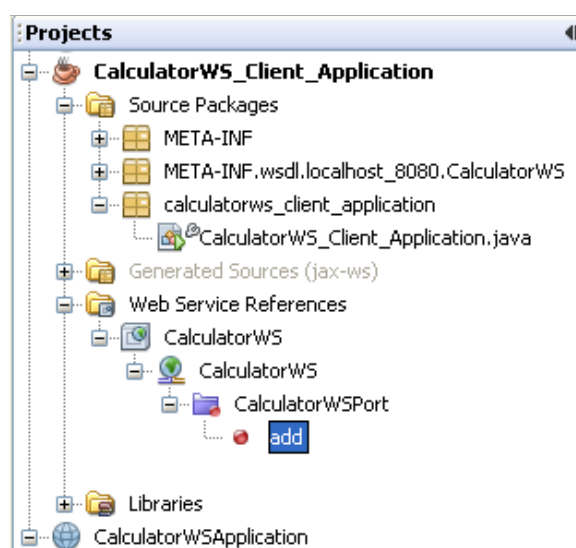 Projects
CalculatorWS_Client_Application
Source Packages
META-INF
META-INF.wsdl.localhost_8080.CalculatorWS
calculatorws_client_application
CalculatorWS_Client_Application.java
Generated Sources (jax-ws)
Web Service References
CalculatorWS
CalculatorWS
CalculatorWSPort
add
Libraries
CalculatorWSApplication